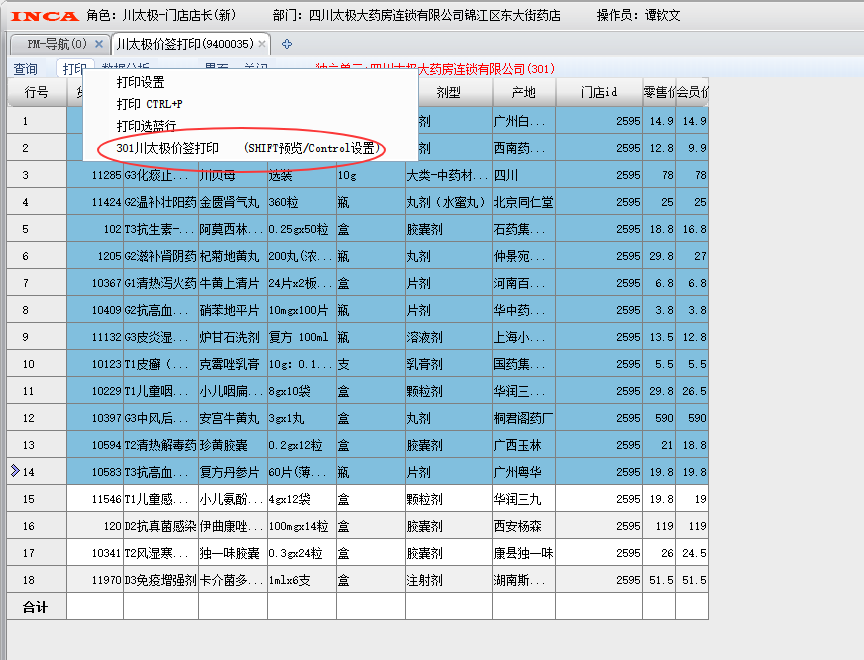 INCA 角色: 川太极-门店店长(新) 部门: 四川太极大药房连锁有限公司锦江区东大街药店 操作员: 谭钦文
PM-导航(0) × 川太极价签打印(9400035) ×
查询 打印 独立单元:四川太极大药房连锁有限公司(301)
打印设置
打印 CTRL+P
打印选蓝行
301川太极价签打印 (SHIFT预览/Control设置)
行号 剂型 产地 门店id 零售价 会员价
1 剂 广州白... 2595 14.9 14.9
2 剂 西南药... 2595 12.8 9.9
3 11285 G3化痰止... 川贝母 选装 10g 大类-中药材... 四川 2595 78 78
4 11424 G2温补壮阳药 金匮肾气丸 360粒 瓶 丸剂（水蜜丸） 北京同仁堂 2595 25 25
5 102 T3抗生素-... 阿莫西林... 0.25gx50粒 盒 胶囊剂 石药集... 2595 18.8 16.8
6 1205 G2滋补肾阴药 杞菊地黄丸 200丸(浓... 瓶 丸剂 仲景宛... 2595 29.8 27
7 10367 G1清热泻火药 牛黄上清片 24片x2板... 盒 片剂 河南百... 2595 6.8 6.8
8 10409 G2抗高血... 硝苯地平片 10mgx100片 瓶 片剂 华中药... 2595 3.8 3.8
9 11132 G3皮炎湿... 炉甘石洗剂 复方 100ml 瓶 溶液剂 上海小... 2595 13.5 12.8
10 10123 T1皮癣（... 克霉唑乳膏 10g: 0.1... 支 乳膏剂 国药集... 2595 5.5 5.5
11 10229 T1儿童咽... 小儿咽扁... 8gx10袋 盒 颗粒剂 华润三... 2595 29.8 26.5
12 10397 G3中风后... 安宫牛黄丸 3gx1丸 盒 丸剂 桐君阁药厂 2595 590 590
13 10594 T2清热解毒药 珍黄胶囊 0.2gx12粒 盒 胶囊剂 广西玉林 2595 21 18.8
14 10583 T3抗高血... 复方丹参片 60片(薄... 瓶 片剂 广州粤华 2595 19.8 19.8
15 11546 T1儿童感... 小儿氨酚... 4gx12袋 盒 颗粒剂 华润三九 2595 19.8 19
16 120 D2抗真菌感染 伊曲康唑... 100mgx14粒 盒 胶囊剂 西安杨森 2595 119 119
17 10341 T2风湿寒... 独一味胶囊 0.3gx24粒 盒 胶囊剂 康县独一味 2595 26 24.5
18 11970 D3免疫增强剂 卡介菌多... 1mlx6支 盒 注射剂 湖南斯... 2595 51.5 51.5
合计